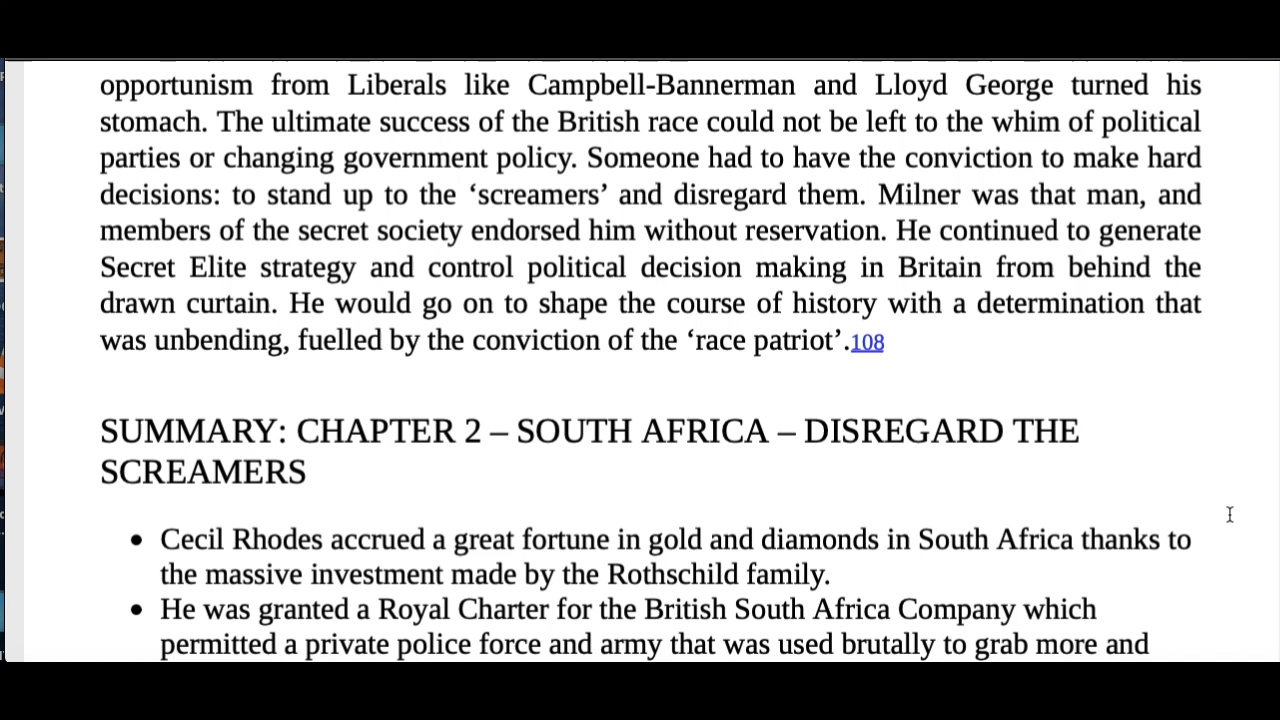 opportunism from Liberals like Campbell-Bannerman and Lloyd George turned his
stomach. The ultimate success of the British race could not be left to the whim of political
parties or changing government policy. Someone had to have the conviction to make hard
decisions: to stand up to the ‘screamers’ and disregard them. Milner was that man, and
members of the secret society endorsed him without reservation. He continued to generate
Secret Elite strategy and control political decision making in Britain from behind the
drawn curtain. He would go on to shape the course of history with a determination that
was unbending, fuelled by the conviction of the ‘race patriot’.108
SUMMARY: CHAPTER 2 – SOUTH AFRICA – DISREGARD THE
SCREAMERS
• Cecil Rhodes accrued a great fortune in gold and diamonds in South Africa thanks to
the massive investment made by the Rothschild family.
• He was granted a Royal Charter for the British South Africa Company which
permitted a private police force and army that was used brutally to grab more and